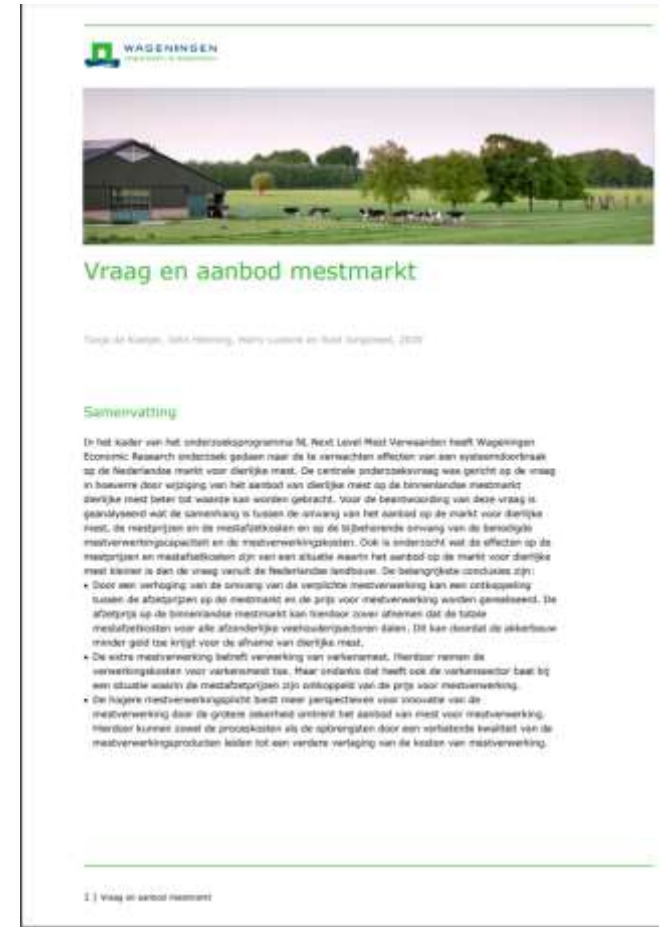 WAGENINGEN
Vraag en aanbod mestmarkt
Samenvatting
In het kader van het onderzoeksprogramma NL Next Level Mest Verwaarden heeft Wageningen
Economic Research onderzoek gedaan naar de te verwachten effecten van een systeemdoorbraak
op de Nederlandse markt voor dierlijke mest. De centrale onderzoeksvraag was gericht op de vraag
in hoeverre door wijziging van het aanbod van dierlijke mest op de binnenlandse mestmarkt
dierlijke mest beter tot waarde kan worden gebracht. Voor de beantwoording van deze vraag is
geanalyseerd wat de samenhang is tussen de omvang van het aanbod op de markt voor dierlijke
mest, de mestprijzen en de mestafzetkosten en op de bijbehorende omvang van de benodigde
mestverwerkingscapaciteit en de mestverwerkingskosten. Ook is onderzocht wat de effecten op de
mestprijzen en mestafzetkosten zijn van een situatie waarin het aanbod op de markt voor dierlijke
mest kleiner is dan de vraag vanuit de Nederlandse landbouw. De belangrijkste conclusies zijn:
• Door een verhoging van de omvang van de verplichte mestverwerking kan een ontkoppeling
tussen de afzetprijzen op de mestmarkt en de prijs voor mestverwerking worden gerealiseerd. De
afzetprijs op de binnenlandse mestmarkt kan hierdoor zover afnemen dat de totale
mestafzetkosten voor alle afzonderlijke veehouderijsectoren dalen. Dit kan doordat de akkerbouw
minder geld toe krijgt voor de afname van dierlijke mest.
• De extra mestverwerking betreft verwerking van varkensmest. Hierdoor nemen de
verwerkingskosten voor varkensmest toe. Maar ondanks dat heeft ook de varkenssector baat bij
een situatie waarin de mestafzetprijzen zijn ontkoppeld van de prijs voor mestverwerking.
• De hogere mestverwerkingsplicht biedt meer perspectieven voor innovatie van de
mestverwerking door de grotere zekerheid omtrent het aanbod van mest voor mestverwerking.
Hierdoor kunnen zowel de proceskosten als de opbrengsten door een verbeterde kwaliteit van de
mestverwerkingsproducten leiden tot een verdere verlaging van de kosten van mestverwerking.
1 | Vraag en aanbod mestmarkt